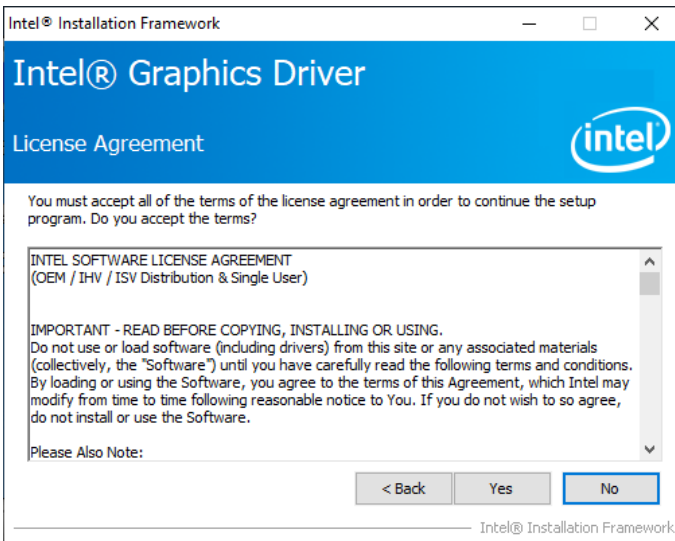 Intel® Installation Framework
Intel® Graphics Driver
License Agreement
intel
You must accept all of the terms of the license agreement in order to continue the setup
program. Do you accept the terms?
INTEL SOFTWARE LICENSE AGREEMENT
(OEM / IHV / ISV Distribution & Single User)
IMPORTANT - READ BEFORE COPYING, INSTALLING OR USING.
Do not use or load software (including drivers) from this site or any associated materials
(collectively, the "Software") until you have carefully read the following terms and conditions.
By loading or using the Software, you agree to the terms of this Agreement, which Intel may
modify from time to time following reasonable notice to You. If you do not wish to so agree,
do not install or use the Software.
Please Also Note:
< Back
Yes
No
Intel® Installation Framework